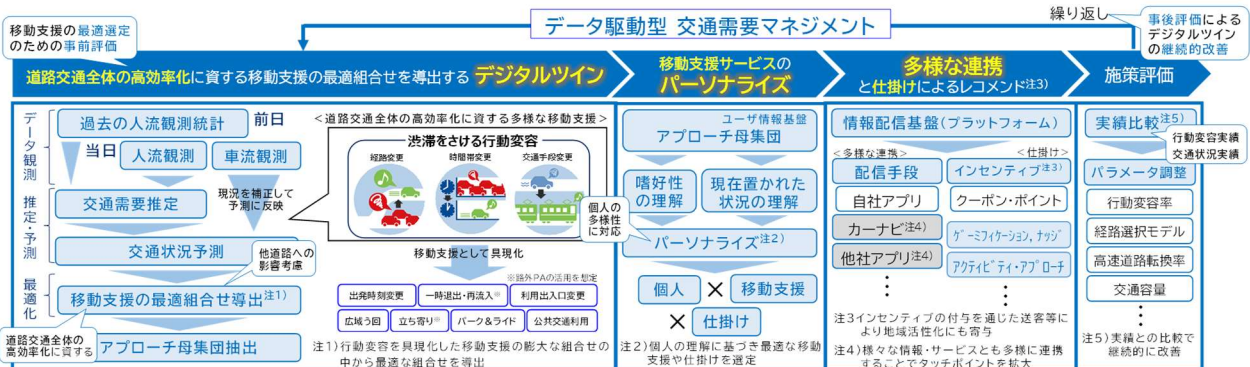 データ駆動型 交通需要マネジメント
繰り返し
移動支援の最適選定
のための事前評価
事後評価による
デジタルツイン
の継続的改善
道路交通全体の高効率化に資する移動支援の最適組合せを導出する デジタルツイン
移動支援サービスの
パーソナライズ
多様な連携
と仕掛けによるレコメンド注3)
施策評価
データ観測
過去の人流観測統計
前日
当日
人流観測
車流観測
現況を補正して
予測に反映
推定・予測
交通需要推定
交通状況予測
他道路への
影響考慮
最適化
移動支援の最適組合せ導出注1)
道路交通全体の
高効率化に資する
アプローチ母集団抽出
<道路交通全体の高効率化に資する多様な移動支援>
渋滞をさける行動変容
経路変更
時間帯変更
交通手段変更
移動支援として具現化
※路外PAの活用を想定
出発時刻変更
一時退出・再流入※
利用出入口変更
広域う回
立ち寄り※
パーク&ライド
公共交通利用
注1)行動変容を具現化した移動支援の膨大な組合せの
中から最適な組合せを導出
ユーザ情報基盤
アプローチ母集団
嗜好性
の理解
現在置かれた
状況の理解
個人の
多様性
に対応
パーソナライズ注2)
個人
×
移動支援
×
仕掛け
注2)個人の理解に基づき最適な移動
支援や仕掛けを選定
情報配信基盤(プラットフォーム)
<多様な連携>
<仕掛け>
配信手段
インセンティブ注3)
自社アプリ
クーポン・ポイント
カーナビ注4)
ゲーミフィケイション,ナッジ
他社アプリ注4)
アクティビティ・アプローチ
注3インセンティブの付与を通じた送客等に
より地域活性化にも寄与
注4)様々な情報・サービスとも多様に連携
することでタッチポイントを拡大
実績比較注5)
行動変容実績
交通状況実績
パラメータ調整
行動変容率
経路選択モデル
高速道路転換率
交通容量
注5)実績との比較で
継続的に改善